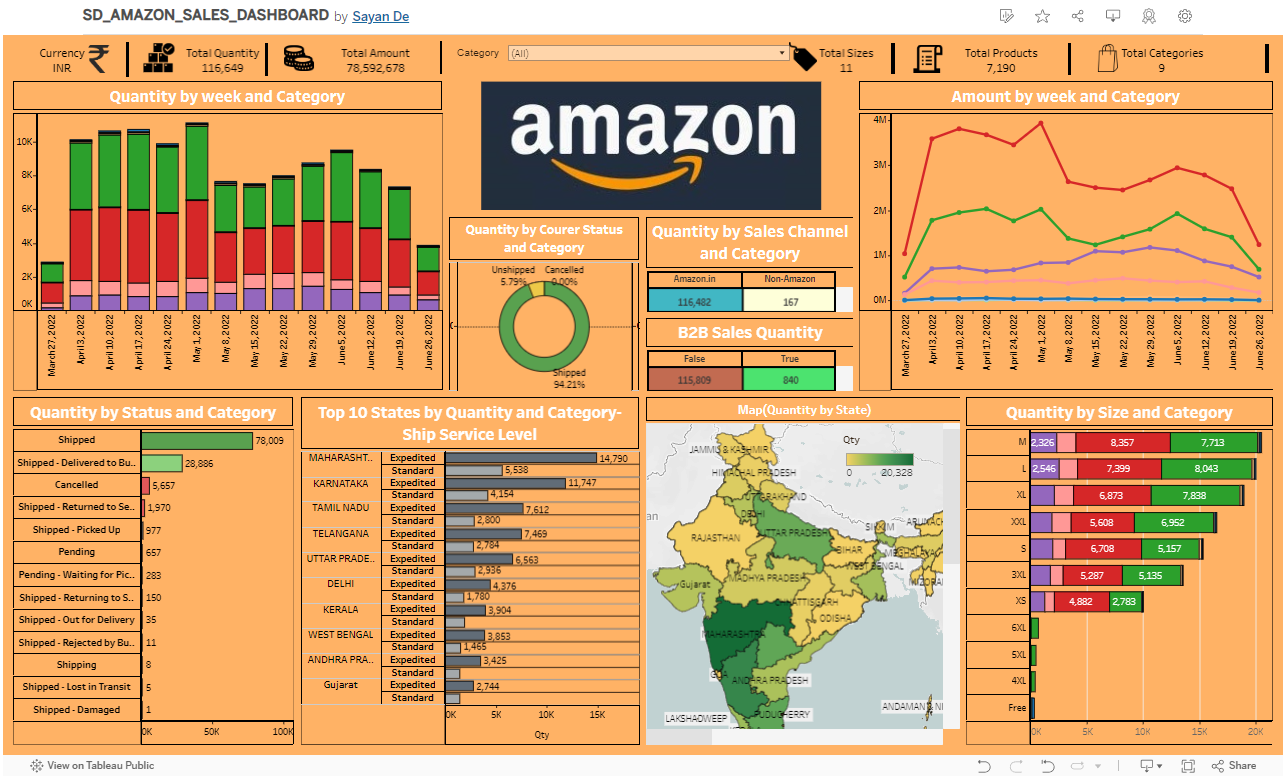 SD_AMAZON_SALES_DASHBOARD by Sayan De
Currency
INR
Total Quantity
116,649
Total Amount
78,592,678
Category
(All)
Total Sizes
11
Total Products
7,190
Total Categories
9
Quantity by week and Category
10K
8K
6K
4K
2K
0K
March 27, 2022
April 3, 2022
April 10, 2022
April 17, 2022
April 24, 2022
May 1, 2022
May 8, 2022
May 15, 2022
May 22, 2022
May 29, 2022
June 5, 2022
June 12, 2022
June 19, 2022
June 26, 2022
amazon
Quantity by Courer Status
and Category
Unshipped
5.79%
Cancelled
0.00%
Shipped
94.21%
Quantity by Sales Channel
and Category
Amazon.in Non-Amazon
116,482 167
B2B Sales Quantity
False True
115,809 840
Amount by week and Category
4M
3M
2M
1M
0M
March 27, 2022
April 3, 2022
April 10, 2022
April 17, 2022
April 24, 2022
May 1, 2022
May 8, 2022
May 15, 2022
May 22, 2022
May 29, 2022
June 5, 2022
June 12, 2022
June 19, 2022
June 26, 2022
Quantity by Status and Category
Shipped 78,009
Shipped - Delivered to Bu.. 28,886
Cancelled 5,657
Shipped - Returned to Se.. 1,970
Shipped - Picked Up 977
Pending 657
Pending - Waiting for Pic.. 283
Shipped - Returning to S.. 150
Shipped - Out for Delivery 35
Shipped - Rejected by Bu.. 11
Shipping 8
Shipped - Lost in Transit 5
Shipped - Damaged 1
0K 50K 100K
Top 10 States by Quantity and Category-
Ship Service Level
MAHARASHT.. Expedited 14,790
Standard 5,538
KARNATAKA Expedited 11,747
Standard 4,154
TAMIL NADU Expedited 7,612
Standard 2,800
TELANGANA Expedited 7,469
Standard 2,784
UTTAR PRADE.. Expedited 6,563
Standard 2,936
DELHI Expedited 4,376
Standard 1,780
KERALA Expedited 3,904
Standard
WEST BENGAL Expedited 3,853
Standard 1,465
ANDHRA PRA.. Expedited 3,425
Standard
Gujarat Expedited 2,744
Standard
0K 5K 10K 15K
Qty
Map(Quantity by State)
Qty
0 20,328
JAMMU & KASHMIR
HIMACHAL PRADESH
UTTARAKHAND
DELHI
RAJASTHAN
UTTAR PRADESH
SIKKIM
BIHAR
WEST BENGAL
Gujarat
MADHYA PRADESH
ODISHA
MAHARASHTRA
GOA
ANDHRA PRADESH
LAKSHADWEEP
PUDUCHERRY
Quantity by Size and Category
M 2,326 8,357 7,713
L 2,546 7,399 8,043
XL 6,873 7,838
XXL 5,608 6,952
S 6,708 5,157
3XL 5,287 5,135
XS 4,882 2,783
6XL
5XL
4XL
Free
0K 5K 10K 15K 20K
View on Tableau Public
Share